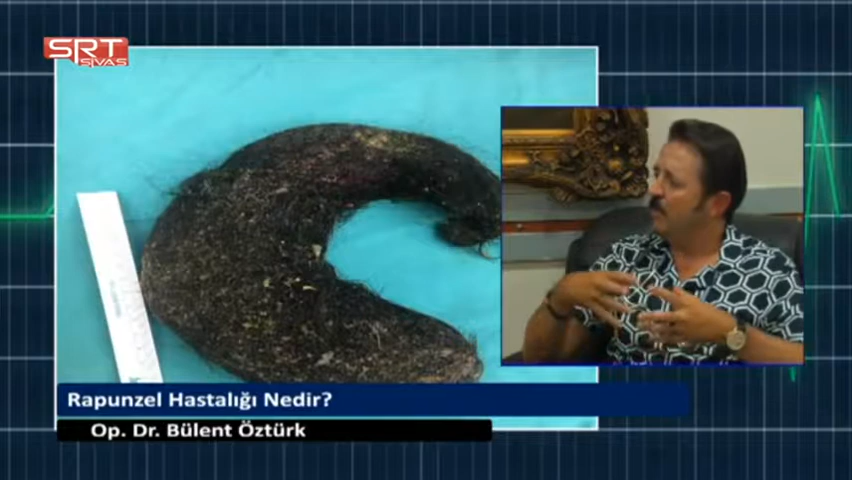 SRT
SİVAS
Rapunzel Hastalığı Nedir?
Op. Dr. Bülent Öztürk